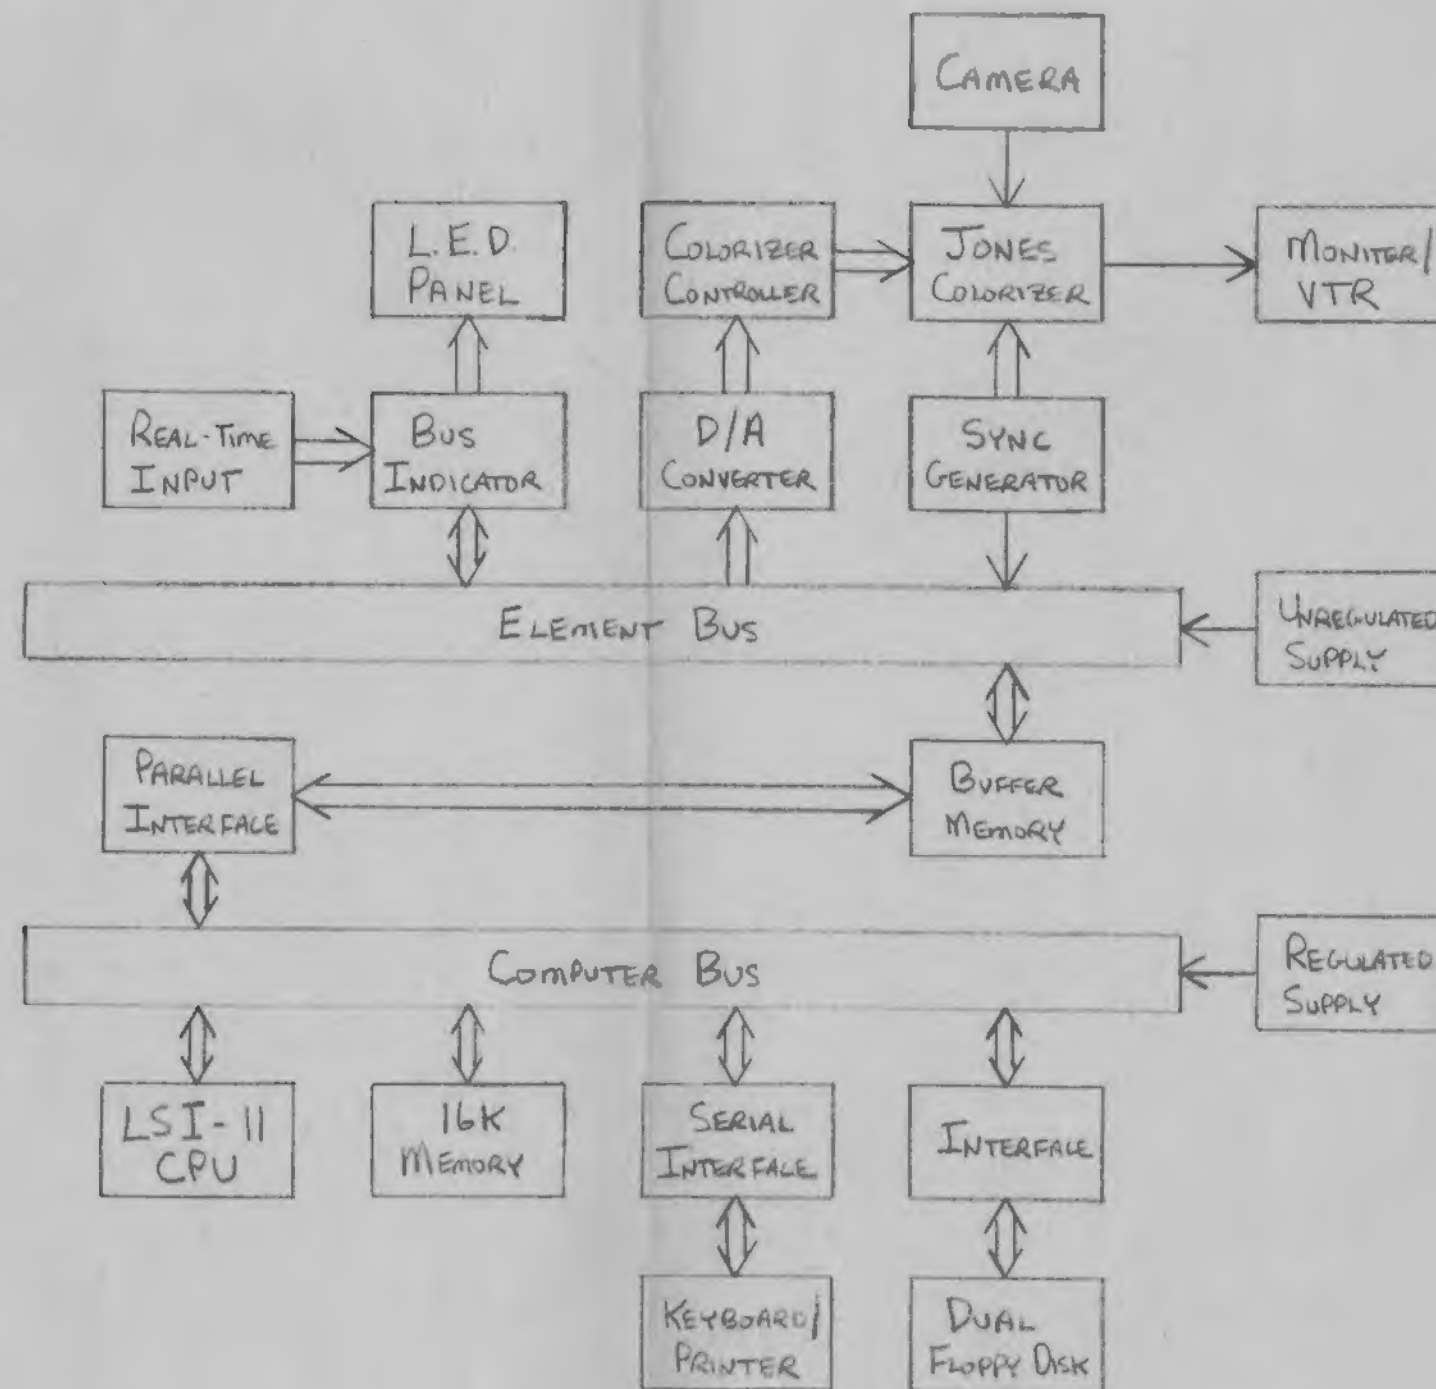 CAMERA
L.E.D.
PANEL
COLORIZER
CONTROLLER
JONES
COLORIZER
MONITER/
VTR
REAL-TIME
INPUT
BUS
INDICATOR
D/A
CONVERTER
SYNC
GENERATOR
ELEMENT BUS
UNREGULATED
SUPPLY
PARALLEL
INTERFACE
BUFFER
MEMORY
COMPUTER BUS
REGULATED
SUPPLY
LSI-11
CPU
16K
MEMORY
SERIAL
INTERFACE
INTERFACE
KEYBOARD/
PRINTER
DUAL
FLOPPY DISK